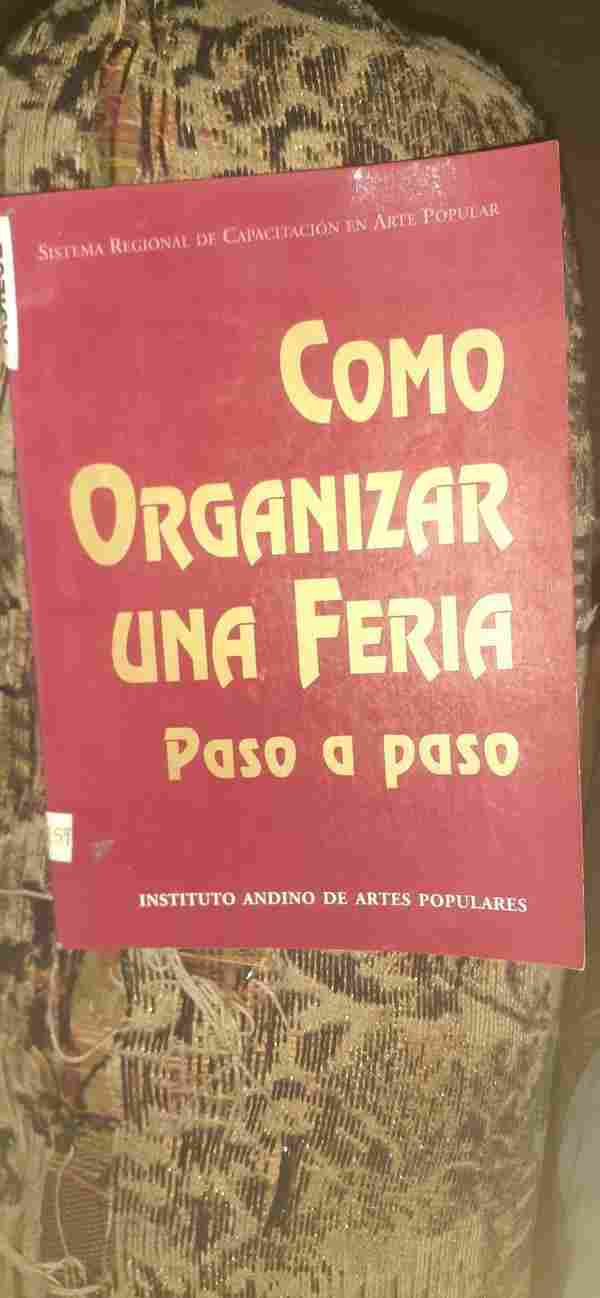 SISTEMA REGIONAL DE CAPACITACIÓN EN ARTE POPULAR
COMO
ORGANIZAR
UNA FERIA
Paso a paso
INSTITUTO ANDINO DE ARTES POPULARES